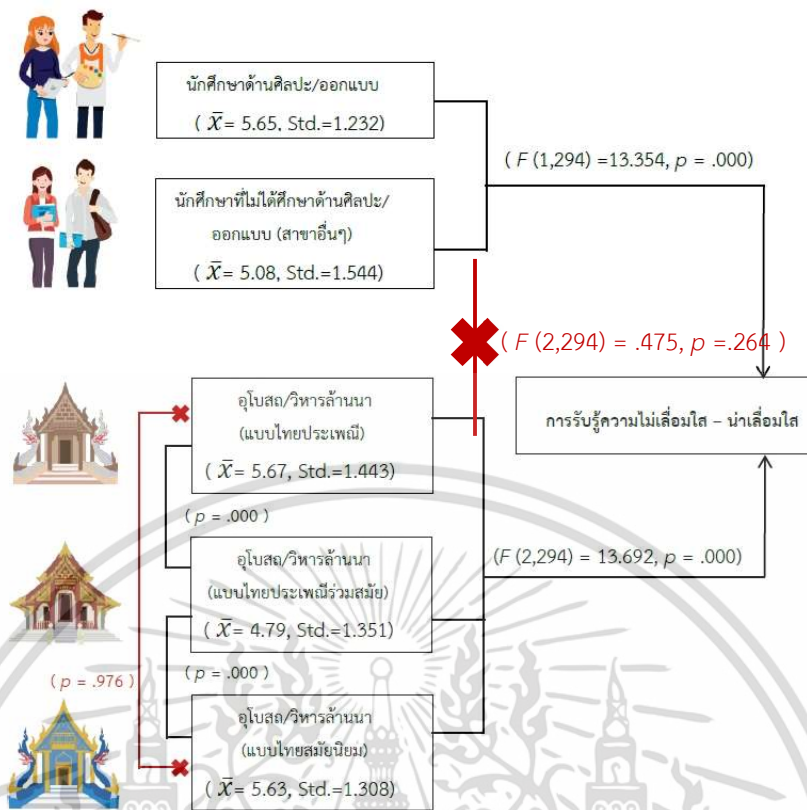 นักศึกษาด้านศิลปะ/ออกแบบ
( x̄ = 5.65, Std.=1.232)
( F (1,294) =13.354, p = .000)
นักศึกษาที่ไม่ได้ศึกษาด้านศิลปะ/
ออกแบบ (สาขาอื่นๆ)
( x̄ = 5.08, Std.=1.544)
( F (2,294) = .475, p =.264 )
อุโบสถ/วิหารล้านนา
(แบบไทยประเพณี)
( x̄ = 5.67, Std.=1.443)
การรับรู้ความไม่เลื่อมใส – น่าเลื่อมใส
( p = .000 )
อุโบสถ/วิหารล้านนา
(แบบไทยประเพณีร่วมสมัย)
( x̄ = 4.79, Std.=1.351)
(F (2,294) = 13.692, p = .000)
( p = .976 )
( p = .000 )
อุโบสถ/วิหารล้านนา
(แบบไทยสมัยนิยม)
( x̄ = 5.63, Std.=1.308)